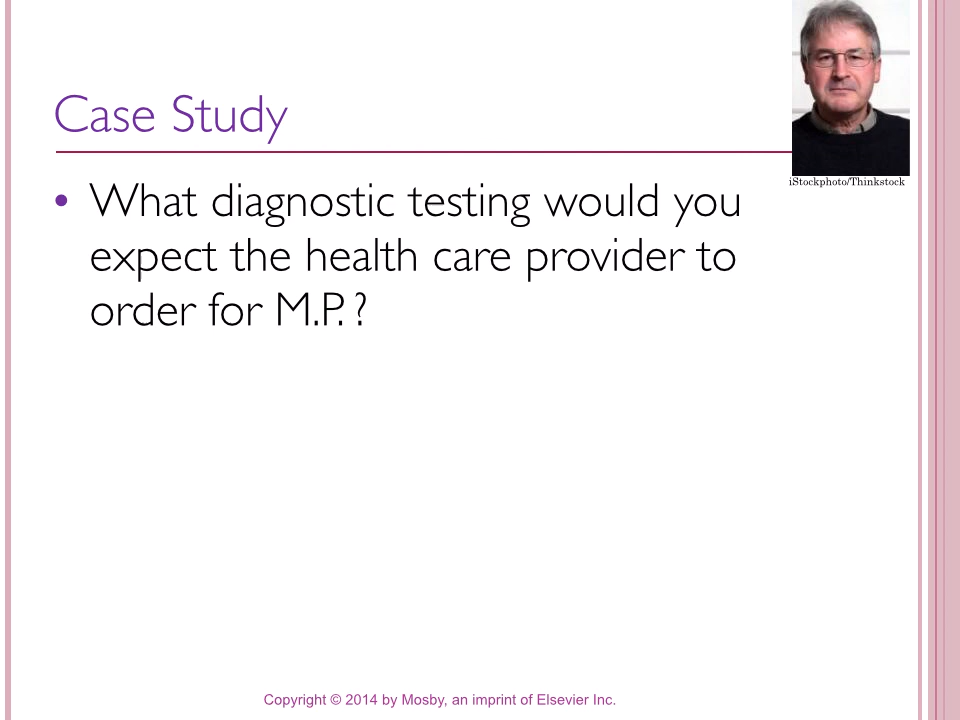 Case Study
iStockphoto/Thinkstock
• What diagnostic testing would you
expect the health care provider to
order for M.P. ?
Copyright © 2014 by Mosby, an imprint of Elsevier Inc.